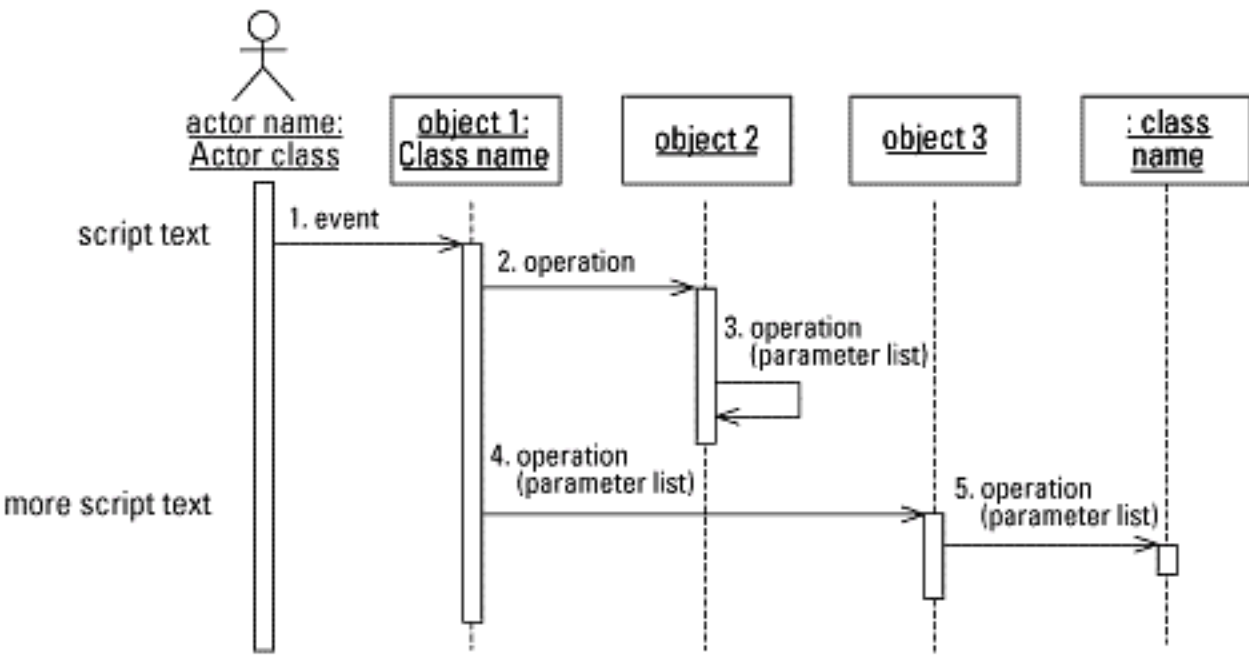 actor name:
Actor class
object 1:
Class name
object 2
object 3
: class
name
script text
1. event
2. operation
3. operation
(parameter list)
4. operation
(parameter list)
more script text
5. operation
(parameter list)